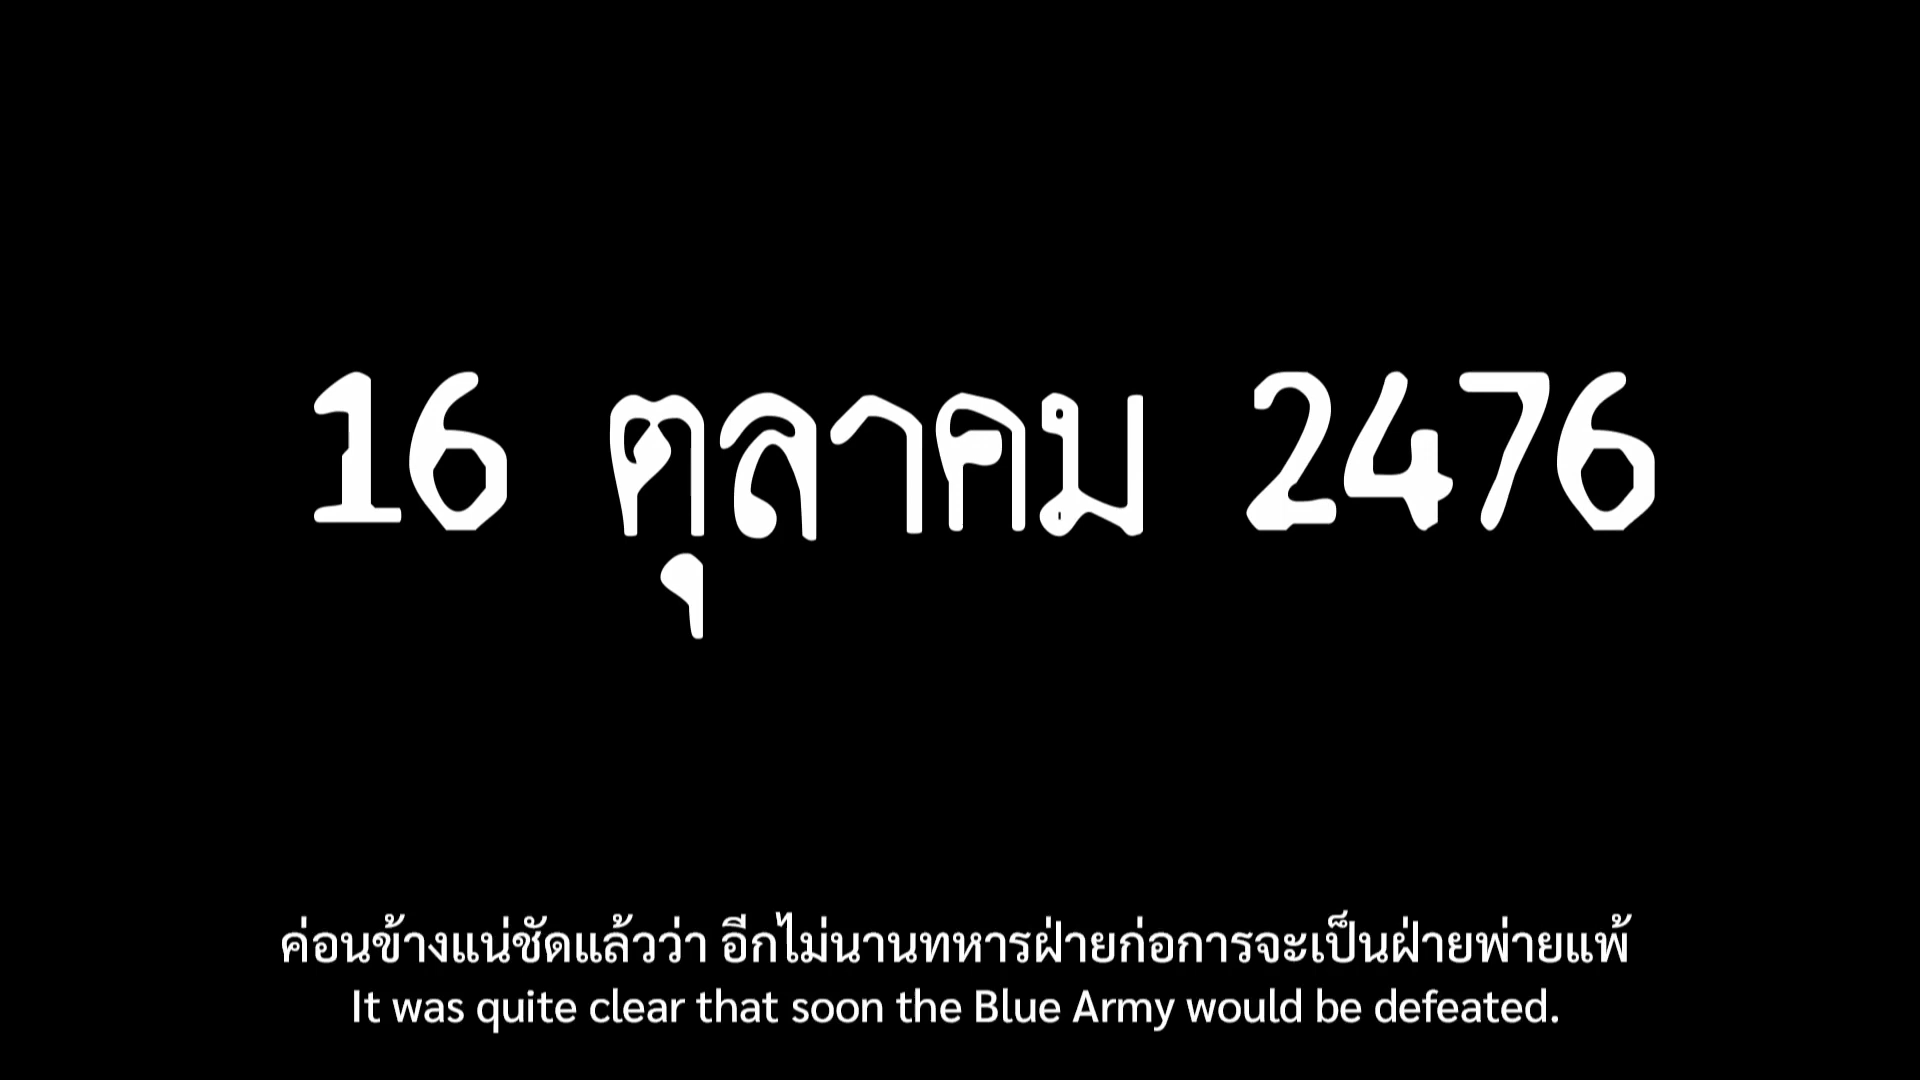 16 ตุลาคม 2476
ค่อนข้างแน่ชัดแล้วว่า อีกไม่นานทหารฝ่ายก่อการจะเป็นฝ่ายพ่ายแพ้
It was quite clear that soon the Blue Army would be defeated.